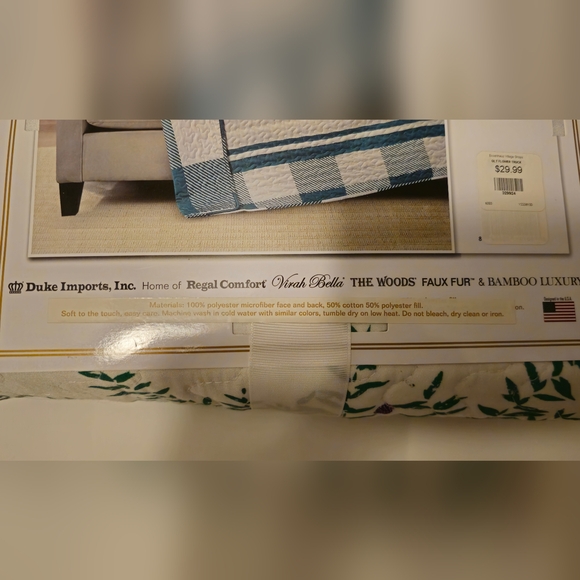 $29.99
Duke Imports, Inc. Home of Regal Comfort Virah Bella THE WOODS FAUX FUR™ & BAMBOO LUXURY
Materials: 100% polyester microfiber face and back, 50% cotton 50% polyester fill.
Soft to the touch, easy care. Machine wash in cold water with similar colors, tumble dry on low heat. Do not bleach, dry clean or iron.